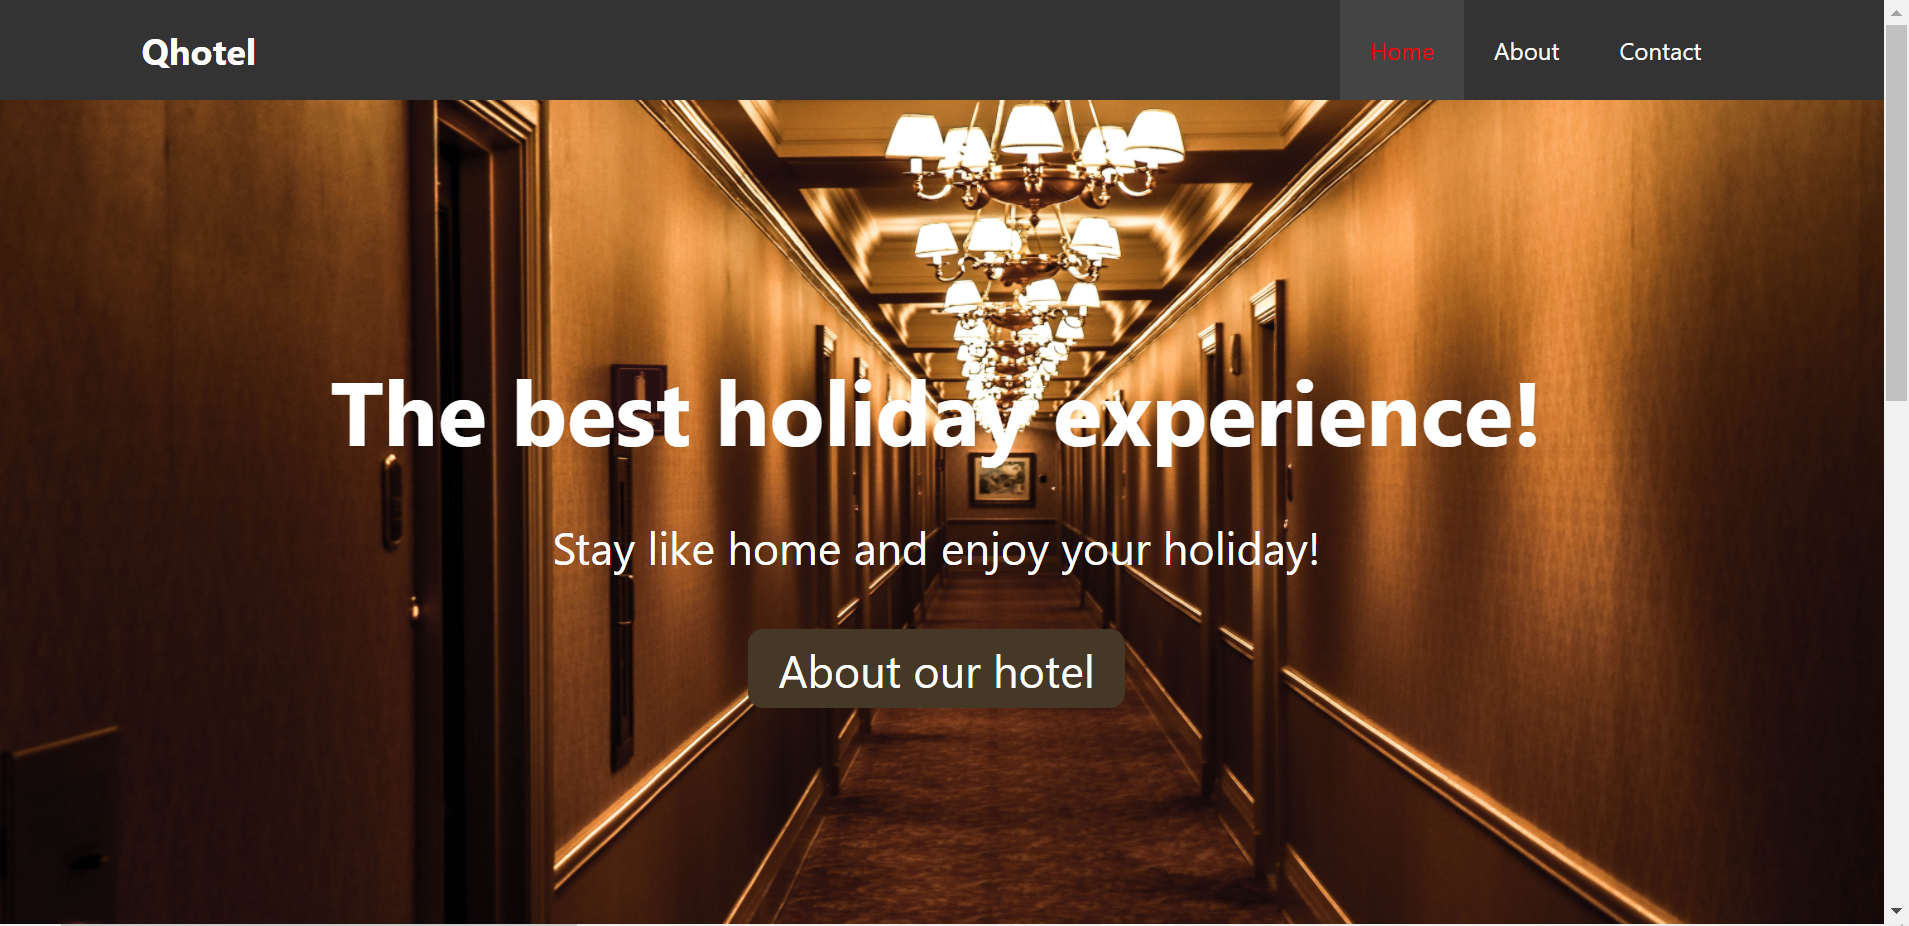 Qhotel
Home About Contact
The best holiday experience!
Stay like home and enjoy your holiday!
About our hotel